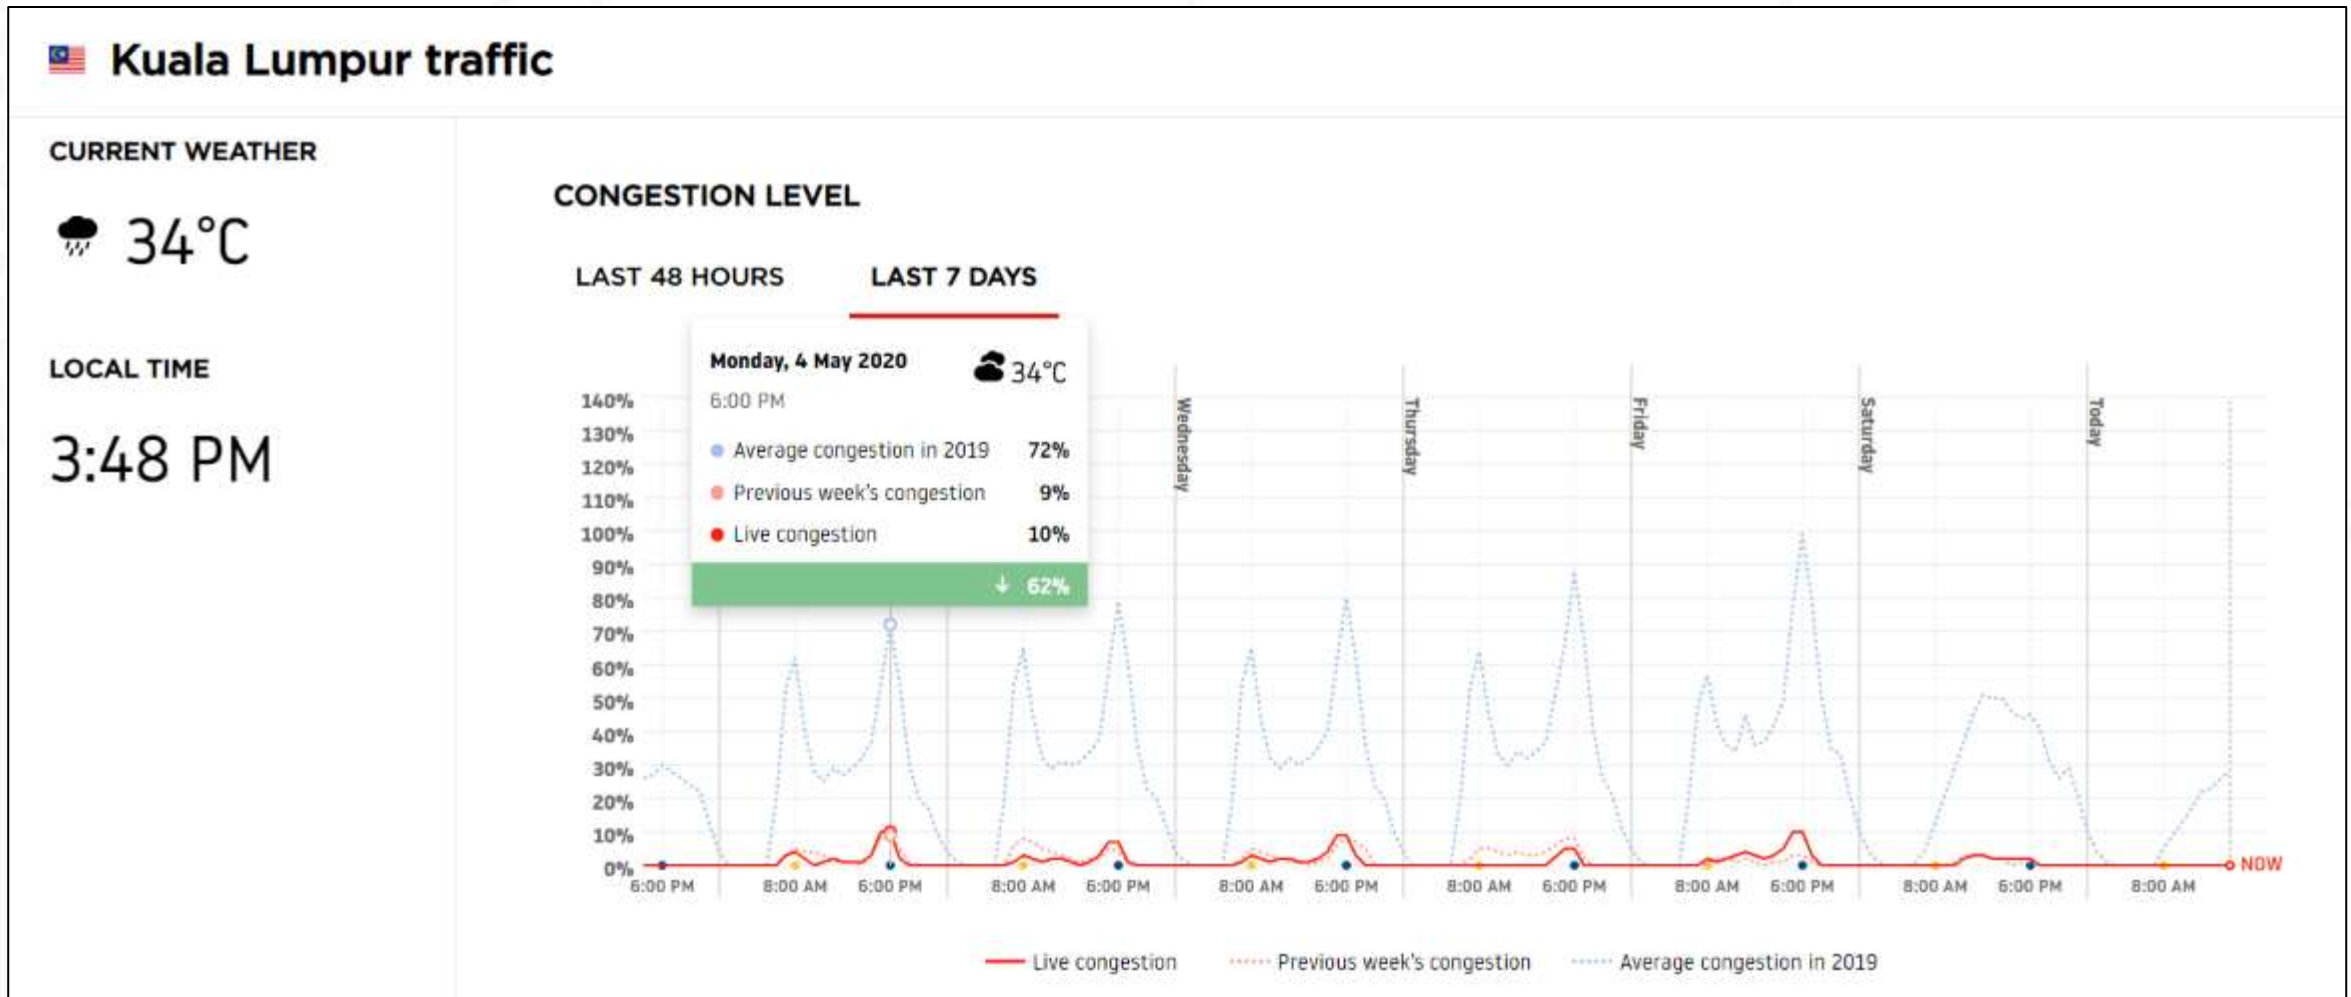 Kuala Lumpur traffic
CURRENT WEATHER
34°C
LOCAL TIME
3:48 PM
CONGESTION LEVEL
LAST 48 HOURS
LAST 7 DAYS
Monday, 4 May 2020
34°C
6:00 PM
Average congestion in 2019 72%
Previous week's congestion 9%
Live congestion 10%
↓ 62%
140%
130%
120%
110%
100%
90%
80%
70%
60%
50%
40%
30%
20%
10%
0%
Wednesday
Thursday
Friday
Saturday
Today
NOW
6:00 PM 8:00 AM 6:00 PM 8:00 AM 6:00 PM 8:00 AM 6:00 PM 8:00 AM 6:00 PM 8:00 AM 6:00 PM 8:00 AM 6:00 PM 8:00 AM
Live congestion Previous week's congestion Average congestion in 2019